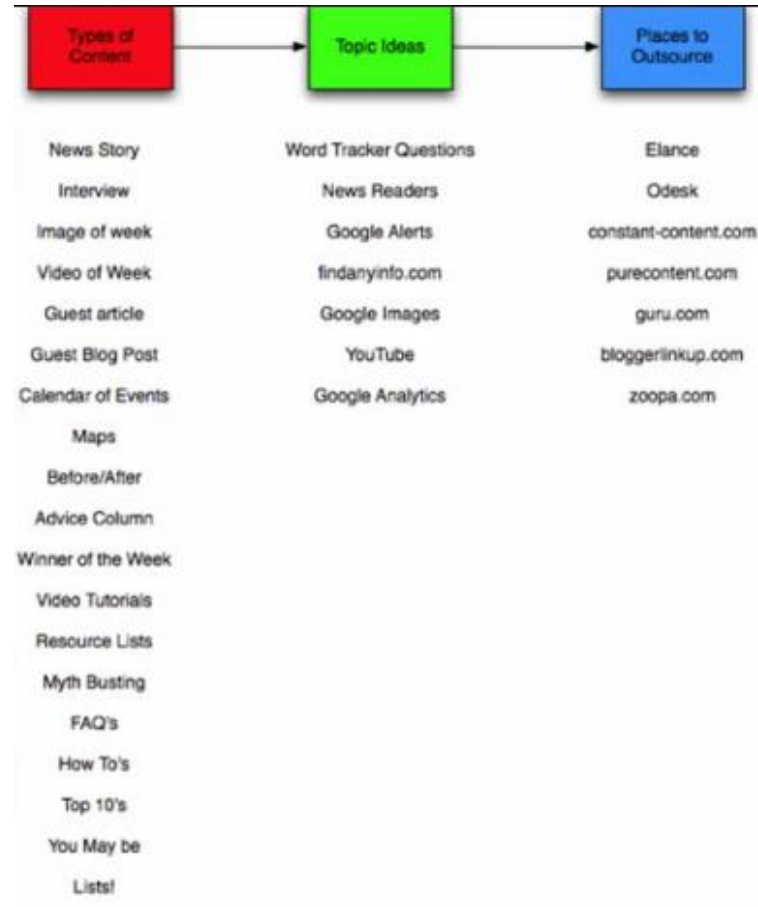 Types of
Content
Topic Ideas
Places to
Outsource
News Story
Interview
Image of week
Video of Week
Guest article
Guest Blog Post
Calendar of Events
Maps
Before/After
Advice Column
Winner of the Week
Video Tutorials
Resource Lists
Myth Busting
FAQ's
How To's
Top 10's
You May be
Lists!
Word Tracker Questions
News Readers
Google Alerts
findanyinfo.com
Google Images
YouTube
Google Analytics
Elance
Odesk
constant-content.com
purecontent.com
guru.com
bloggerlinkup.com
zoopa.com